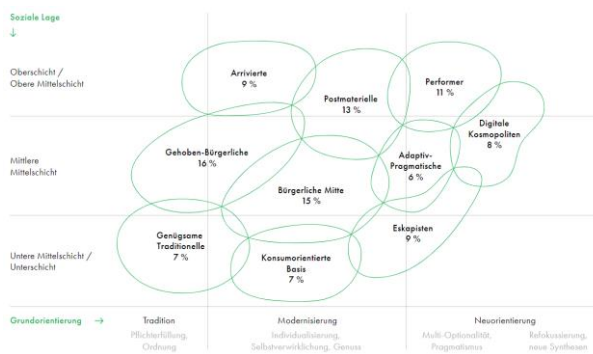 Soziale Lage
↓
Oberschicht /
Obere Mittelschicht
Arrivierte
9 %
Postmaterielle
13 %
Performer
11 %
Digitale
Kosmopoliten
8 %
Mittlere
Mittelschicht
Gehoben-Bürgerliche
16 %
Bürgerliche Mitte
15 %
Adaptiv-
Pragmatische
6 %
Untere Mittelschicht /
Unterschicht
Genügsame
Traditionelle
7 %
Konsumorientierte
Basis
7 %
Eskapisten
9 %
Grundorientierung →
Tradition
Pflichterfüllung,
Ordnung
Modernisierung
Individualisierung,
Selbstverwirklichung, Genuss
Neuorientierung
Multi-Optionalität,
Pragmatismus
Refokussierung,
neue Synthesen